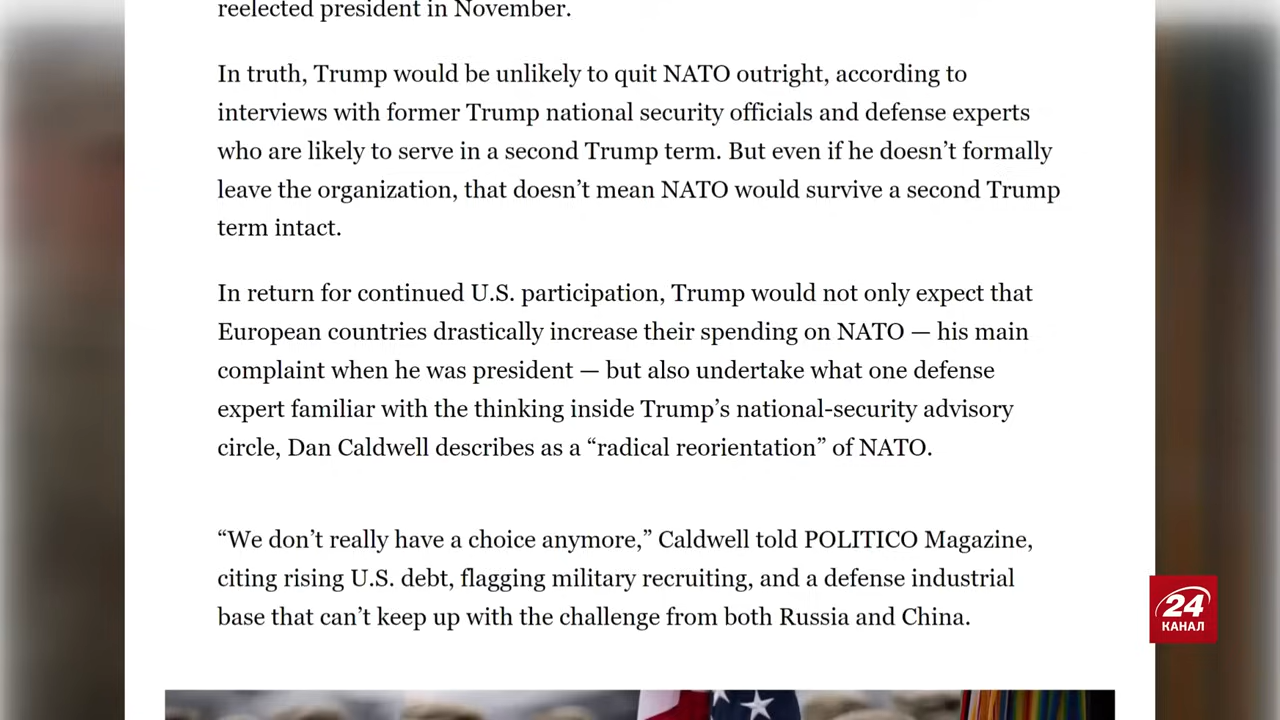 reelected president in November.
In truth, Trump would be unlikely to quit NATO outright, according to
interviews with former Trump national security officials and defense experts
who are likely to serve in a second Trump term. But even if he doesn’t formally
leave the organization, that doesn’t mean NATO would survive a second Trump
term intact.
In return for continued U.S. participation, Trump would not only expect that
European countries drastically increase their spending on NATO — his main
complaint when he was president — but also undertake what one defense
expert familiar with the thinking inside Trump’s national-security advisory
circle, Dan Caldwell describes as a “radical reorientation” of NATO.
“We don’t really have a choice anymore,” Caldwell told POLITICO Magazine,
citing rising U.S. debt, flagging military recruiting, and a defense industrial
base that can’t keep up with the challenge from both Russia and China.
24
КАНАЛ